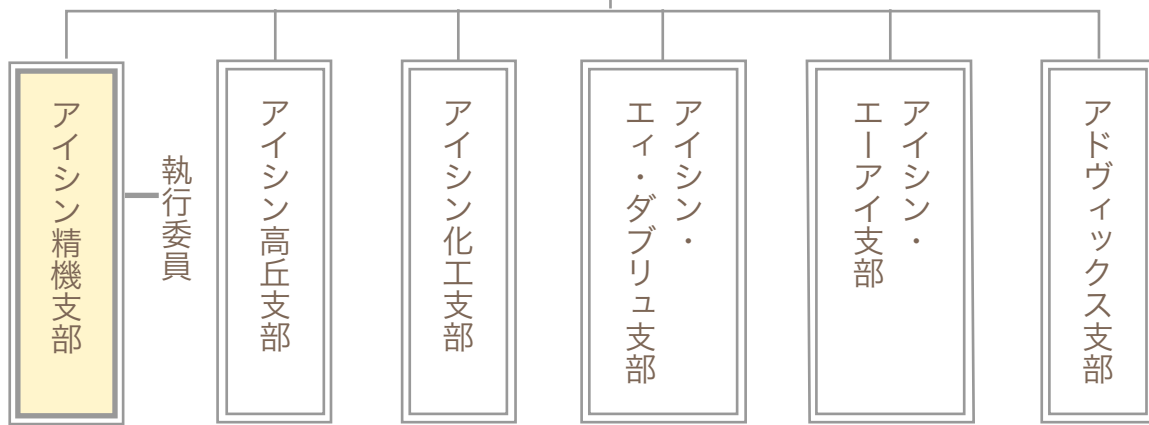 アイシン精機支部
執行委員
アイシン高丘支部
アイシン化工支部
アイシン・
エィ・ダブリュ支部
アイシン・
エーアイ支部
アドヴィックス支部